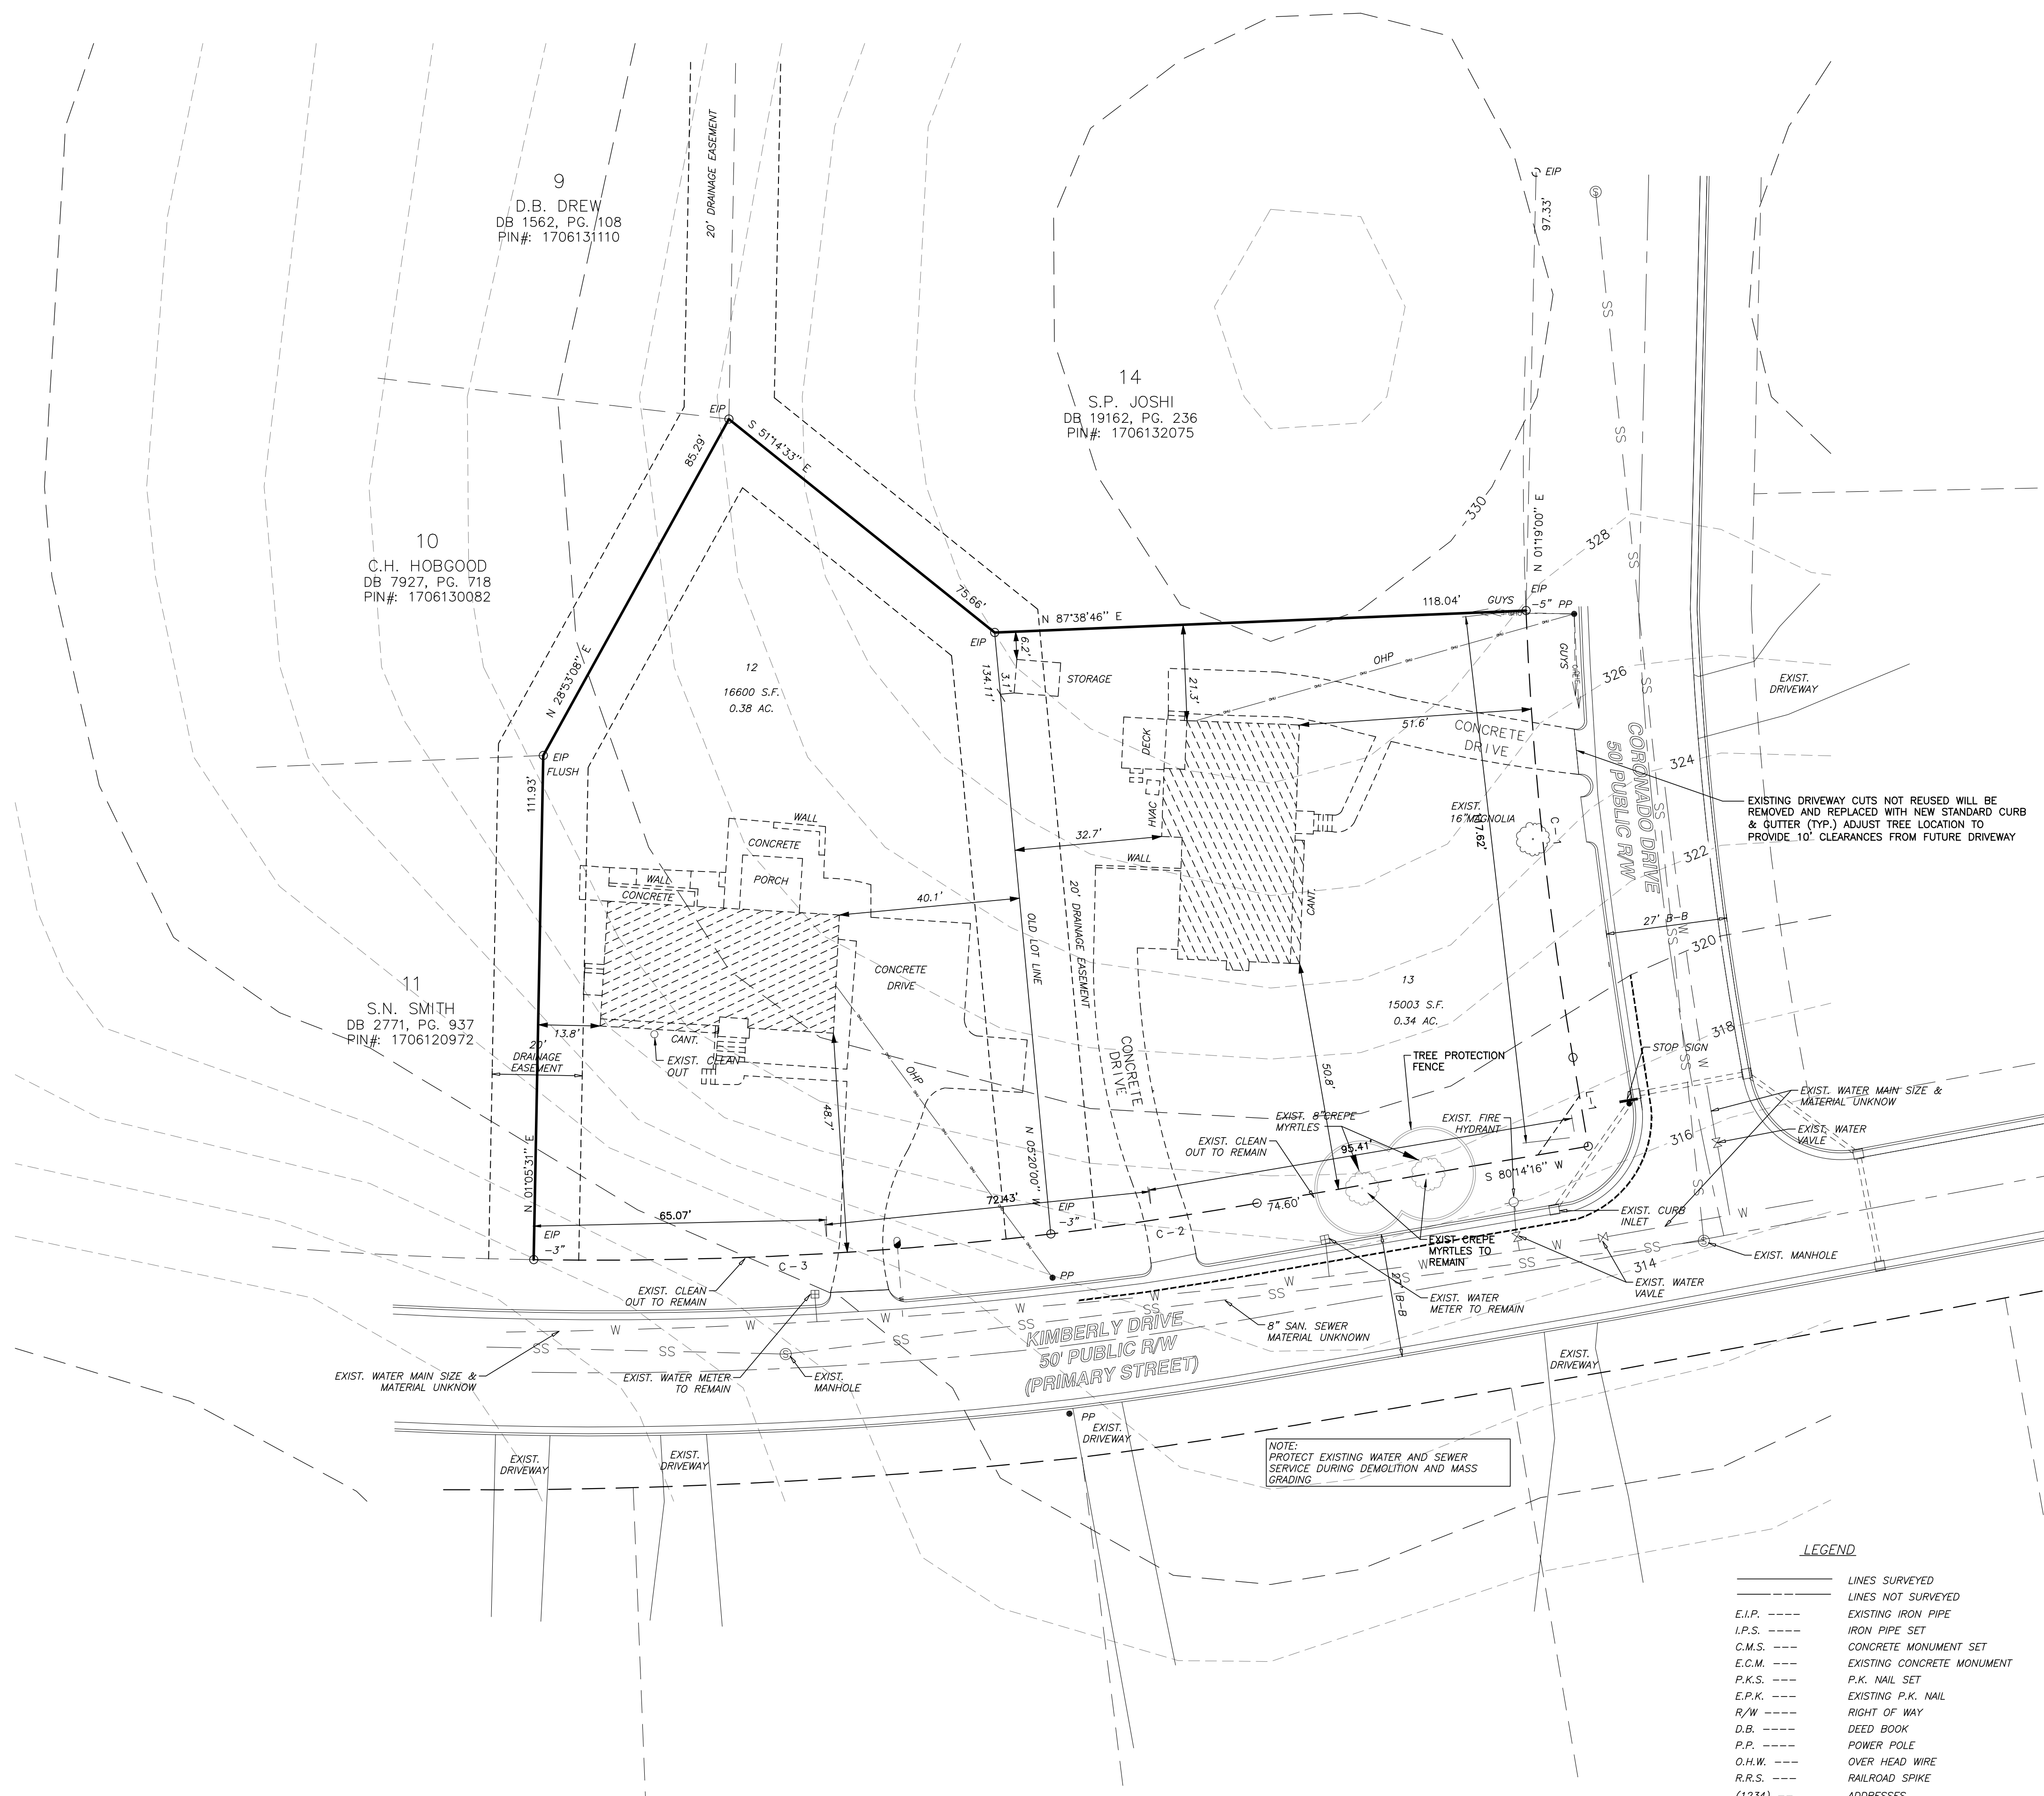 9
D.B. DREW
DB 1562, PG. 108
PIN#: 1706131110
20' DRAINAGE EASEMENT
EIP
97.33'
N 01°19'00" E
14
S.P. JOSHI
DB 19162, PG. 236
PIN#: 1706132075
10
C.H. HOBGOOD
DB 7927, PG. 718
PIN#: 1706130082
11
S.N. SMITH
DB 2771, PG. 937
PIN#: 1706120972
EIP
85.29'
N 28°53'08" E
S 51°14'33" E
75.66'
EIP
N 87°38'46" E
118.04'
GUYS
EIP
-5" PP
GUYS
OHP
330
328
326
324
322
320
318
316
314
EIP
FLUSH
111.93'
N 01°05'31" E
12
16600 S.F.
0.38 AC.
6.2'
3.1'
134.11'
STORAGE
21.3'
51.6'
CONCRETE
DRIVE
DECK
HVAC
32.7'
WALL
CANT.
EXIST.
16" MAGNOLIA
C-1
CORONADO DRIVE
50' PUBLIC R/W
EXIST.
DRIVEWAY
EXISTING DRIVEWAY CUTS NOT REUSED WILL BE
REMOVED AND REPLACED WITH NEW STANDARD CURB
& GUTTER (TYP.) ADJUST TREE LOCATION TO
PROVIDE 10' CLEARANCES FROM FUTURE DRIVEWAY
27' B-B
WALL
CONCRETE
PORCH
WALL
CONCRETE
40.1'
OLD LOT LINE
20' DRAINAGE EASEMENT
CONCRETE
DRIVE
13.8'
20'
DRAINAGE
EASEMENT
CANT.
EXIST. CLEAN
OUT
OHP
48.7'
N 05°20'00" W
CONCRETE
DRIVE
13
15003 S.F.
0.34 AC.
50.8'
TREE PROTECTION
FENCE
STOP SIGN
EXIST. 8" CREPE
MYRTLES
EXIST. FIRE
HYDRANT
EXIST. CLEAN
OUT TO REMAIN
95.41'
S 80°14'16" W
74.60'
72.43'
65.07'
EIP
-3"
EIP
-3"
C-2
C-3
PP
EXIST. WATER MAIN SIZE &
MATERIAL UNKNOW
EXIST. WATER
VAVLE
EXIST. CURB
INLET
EXIST. MANHOLE
EXIST. WATER
VAVLE
EXIST CREPE
MYRTLES TO
REMAIN
EXIST. WATER
METER TO REMAIN
8" SAN. SEWER
MATERIAL UNKNOWN
EXIST. CLEAN
OUT TO REMAIN
KIMBERLY DRIVE
50' PUBLIC R/W
(PRIMARY STREET)
EXIST. WATER MAIN SIZE &
MATERIAL UNKNOW
EXIST. WATER METER
TO REMAIN
EXIST.
MANHOLE
EXIST.
DRIVEWAY
PP
EXIST.
DRIVEWAY
EXIST.
DRIVEWAY
EXIST.
DRIVEWAY
NOTE:
PROTECT EXISTING WATER AND SEWER
SERVICE DURING DEMOLITION AND MASS
GRADING
LEGEND
LINES SURVEYED
LINES NOT SURVEYED
E.I.P. ---- EXISTING IRON PIPE
I.P.S. ---- IRON PIPE SET
C.M.S. --- CONCRETE MONUMENT SET
E.C.M. --- EXISTING CONCRETE MONUMENT
P.K.S. --- P.K. NAIL SET
E.P.K. --- EXISTING P.K. NAIL
R/W ---- RIGHT OF WAY
D.B. ---- DEED BOOK
P.P. ---- POWER POLE
O.H.W. --- OVER HEAD WIRE
R.R.S. --- RAILROAD SPIKE
(1234) -- ADDRESSES